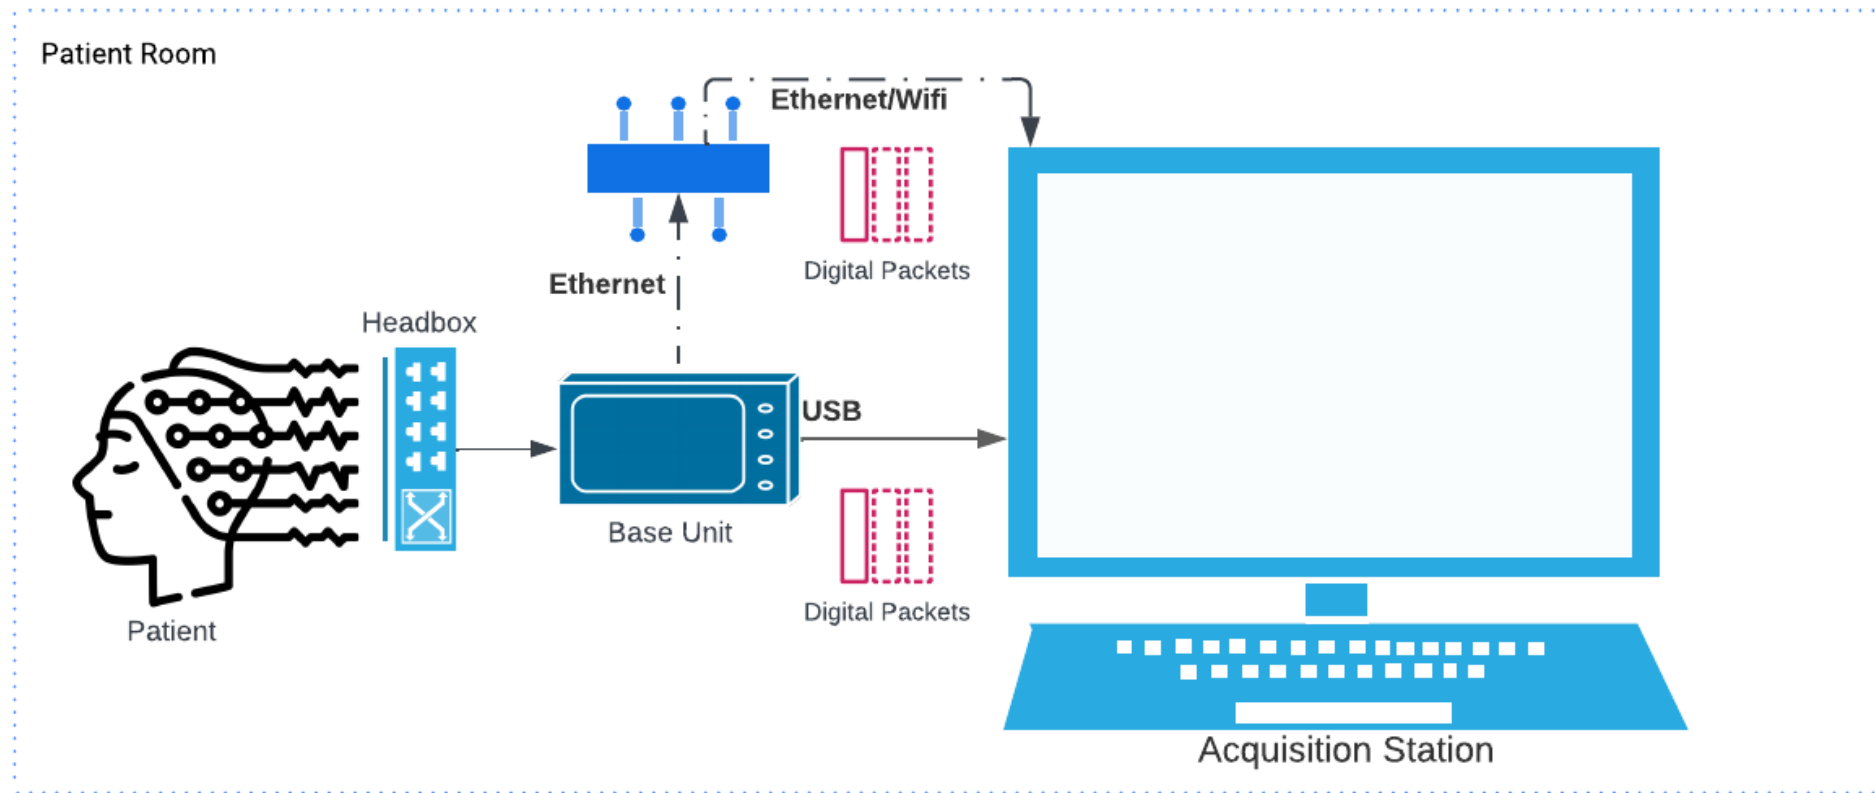 Patient Room
Ethernet/Wifi
Digital Packets
Ethernet
Headbox
USB
Base Unit
Digital Packets
Patient
Acquisition Station